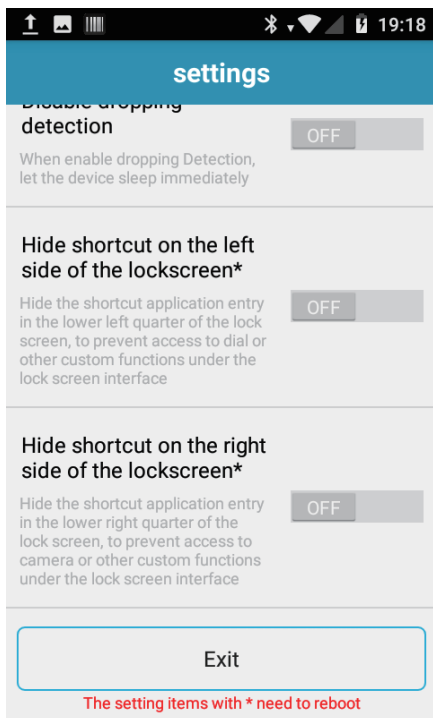 19:18
settings
Disable dropping
detection
OFF
When enable dropping Detection,
let the device sleep immediately
Hide shortcut on the left
side of the lockscreen*
OFF
Hide the shortcut application entry
in the lower left quarter of the lock
screen, to prevent access to dial or
other custom functions under the
lock screen interface
Hide shortcut on the right
side of the lockscreen*
OFF
Hide the shortcut application entry
in the lower right quarter of the
lock screen, to prevent access to
camera or other custom functions
under the lock screen interface
Exit
The setting items with * need to reboot